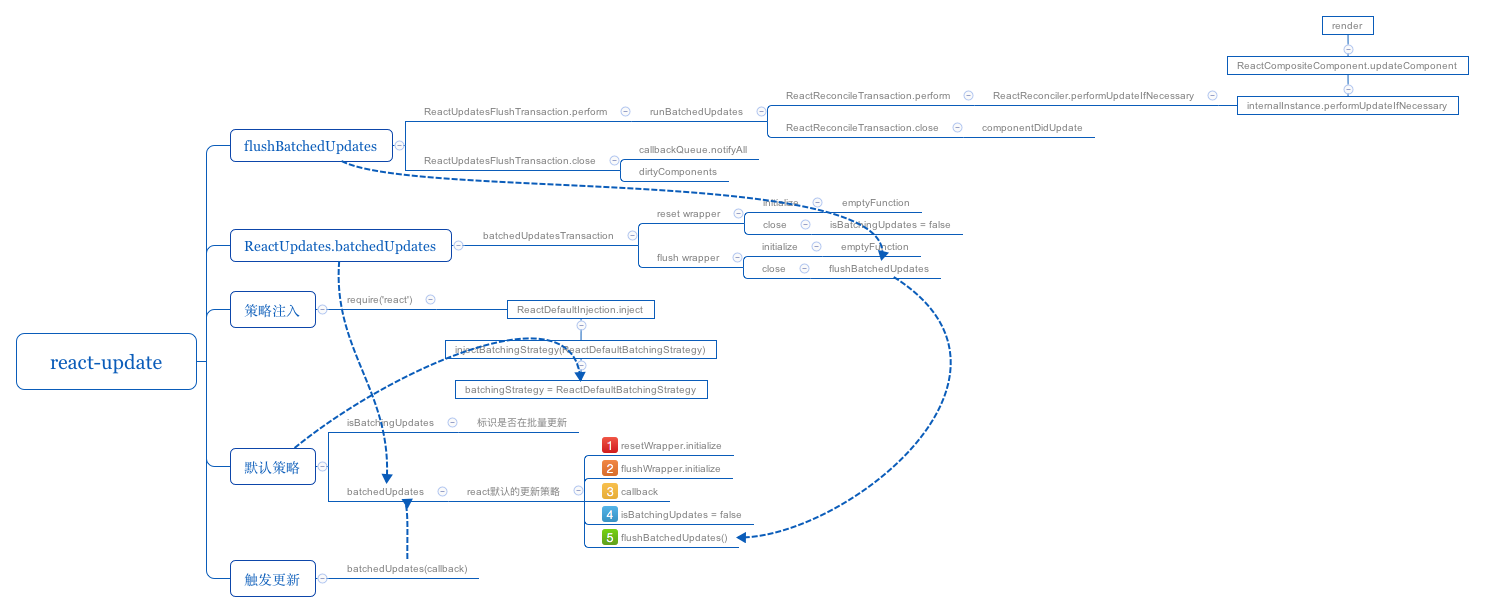 react-update
flushBatchedUpdates
ReactUpdatesFlushTransaction.perform
runBatchedUpdates
ReactReconcileTransaction.perform
ReactReconciler.performUpdateIfNecessary
internalInstance.performUpdateIfNecessary
ReactCompositeComponent.updateComponent
render
ReactReconcileTransaction.close
componentDidUpdate
ReactUpdatesFlushTransaction.close
callbackQueue.notifyAll
dirtyComponents
ReactUpdates.batchedUpdates
batchedUpdatesTransaction
reset wrapper
initialize
emptyFunction
close
isBatchingUpdates = false
flush wrapper
initialize
emptyFunction
close
flushBatchedUpdates
策略注入
require('react')
ReactDefaultInjection.inject
injectBatchingStrategy(ReactDefaultBatchingStrategy)
batchingStrategy = ReactDefaultBatchingStrategy
默认策略
isBatchingUpdates
标识是否在批量更新
batchedUpdates
react默认的更新策略
1 resetWrapper.initialize
2 flushWrapper.initialize
3 callback
4 isBatchingUpdates = false
5 flushBatchedUpdates()
触发更新
batchedUpdates(callback)